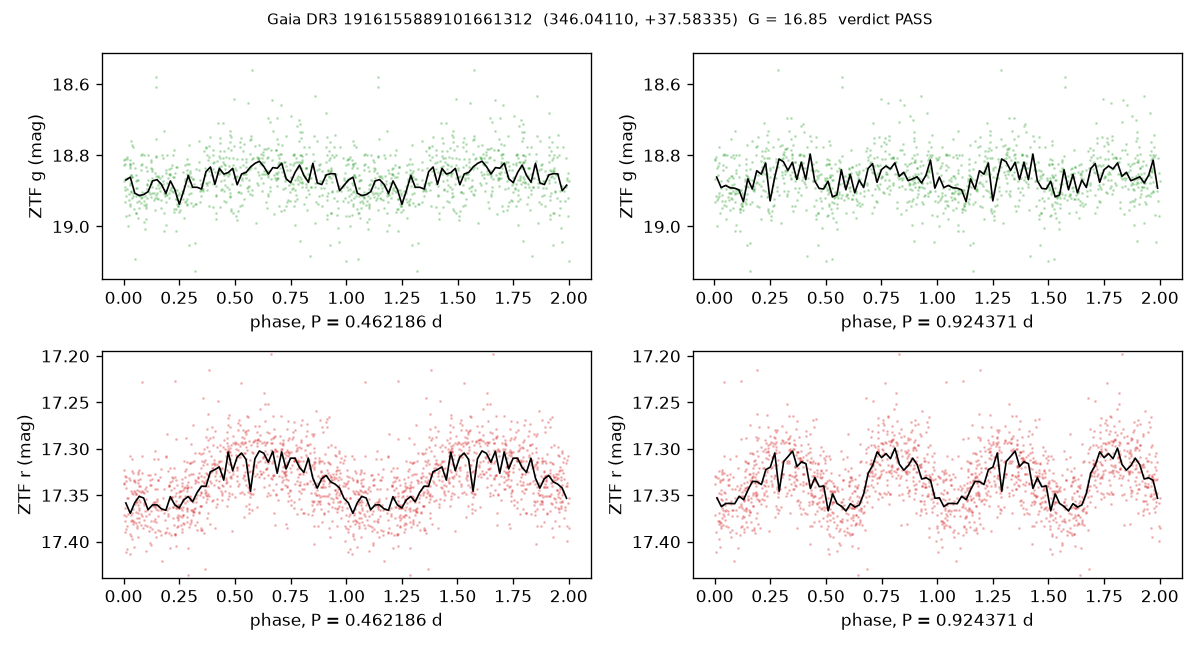 Gaia DR3 1916155889101661312 (346.04110, +37.58335) G = 16.85 verdict PASS
ZTF g (mag)
18.6
18.8
19.0
0.00 0.25 0.50 0.75 1.00 1.25 1.50 1.75 2.00
phase, P = 0.462186 d
ZTF g (mag)
18.6
18.8
19.0
0.00 0.25 0.50 0.75 1.00 1.25 1.50 1.75 2.00
phase, P = 0.924371 d
ZTF r (mag)
17.20
17.25
17.30
17.35
17.40
0.00 0.25 0.50 0.75 1.00 1.25 1.50 1.75 2.00
phase, P = 0.462186 d
ZTF r (mag)
17.20
17.25
17.30
17.35
17.40
0.00 0.25 0.50 0.75 1.00 1.25 1.50 1.75 2.00
phase, P = 0.924371 d